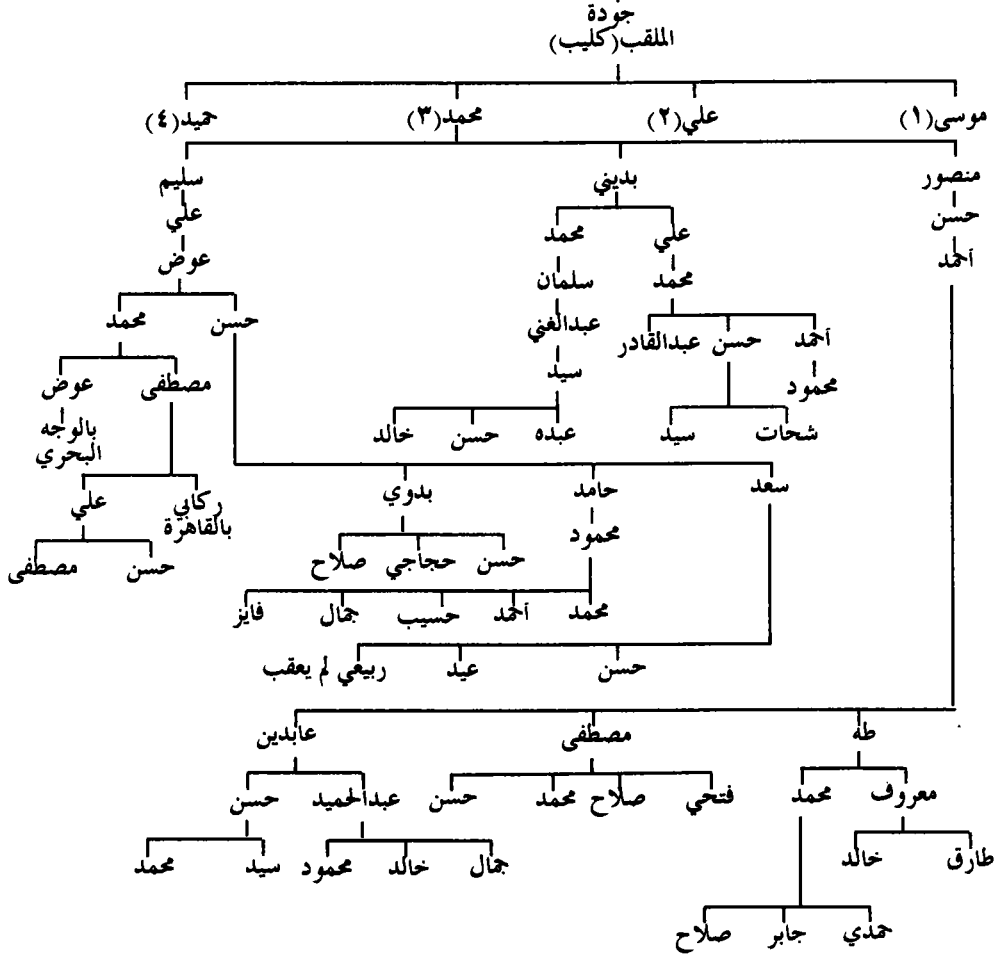 جودة
الملقب (كليب)
موسى (١) علي (٢) محمد (٣) حميد (٤)
منصور بديني سليم
حسن علي
أحمد علي محمد عوض
محمد سلمان
حسن محمد
أحمد حسن عبدالقادر عبدالغني
محمود سيد مصطفى عوض
شحات سيد عبده حسن خالد بالوجه
البحري
سعد حامد بدوي ركابي علي
بالقاهرة
محمود
حسن حجاجي صلاح حسن مصطفى
محمد أحمد حسيب جمال فايز
حسن عيد ربيعي لم يعقب
طه مصطفى عابدين
معروف محمد فتحي صلاح محمد حسن عبدالحميد حسن
طارق خالد جمال خالد محمود سيد محمد
حمدي جابر صلاح